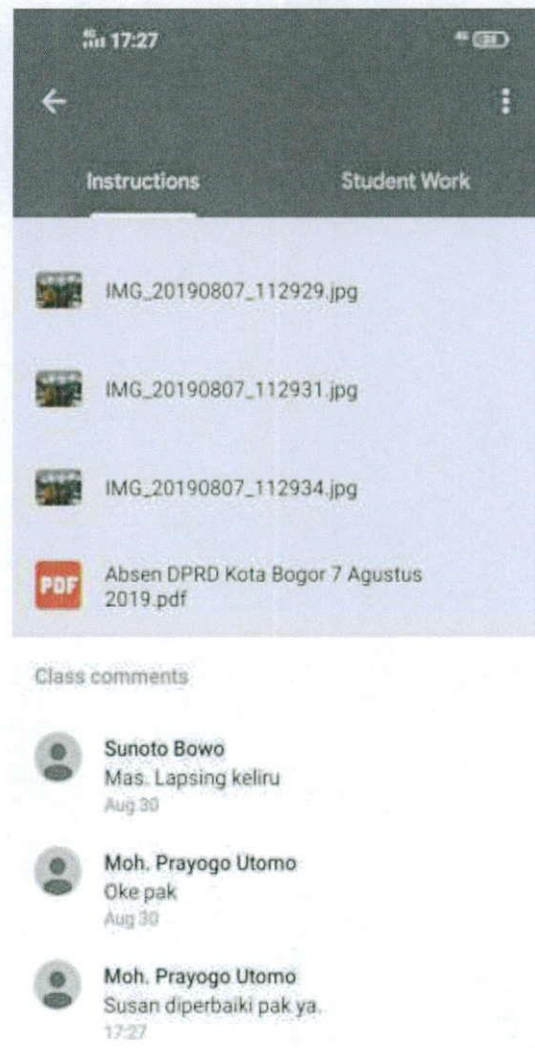 4G 17:27
Instructions
Student Work
IMG_20190807_112929.jpg
IMG_20190807_112931.jpg
IMG_20190807_112934.jpg
PDF
Absen DPRD Kota Bogor 7 Agustus
2019.pdf
Class comments
Sunoto Bowo
Mas. Lapsing keliru
Aug 30
Moh. Prayogo Utomo
Oke pak
Aug 30
Moh. Prayogo Utomo
Susan diperbaiki pak ya.
17:27